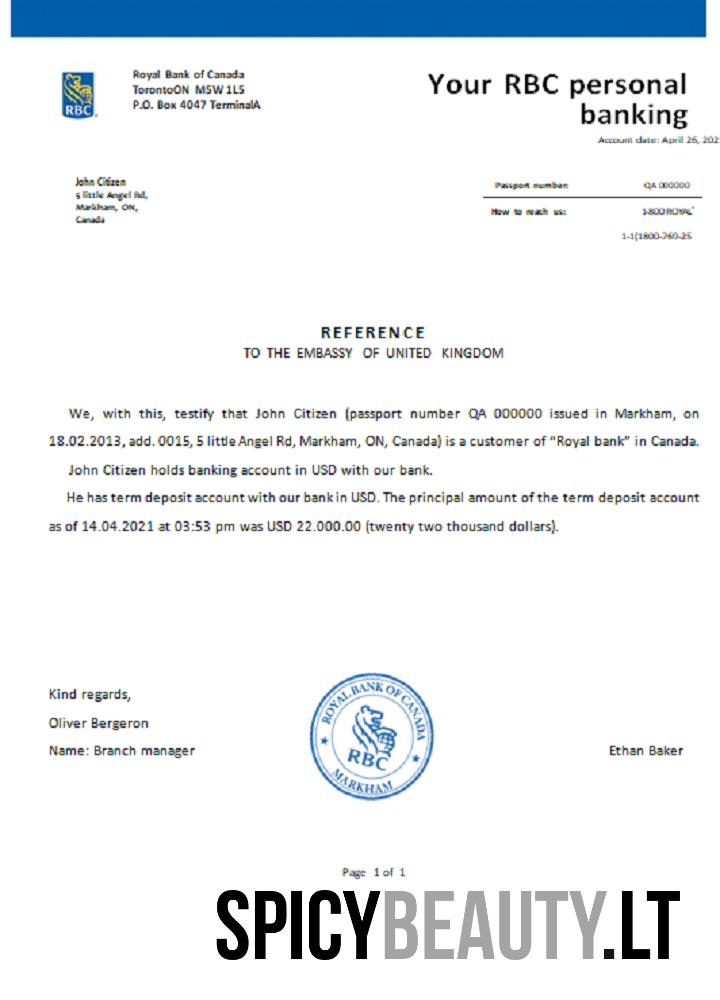 Royal Bank of Canada
TorontoON M5W 1L5
P.O. Box 4047 TerminalA
RBC
Your RBC personal
banking
Account date: April 26, 202
John Citizen
5 little Angel Rd,
Markham, ON,
Canada
Passport number: QA 000000
How to reach us: 1-800 ROYAL'
1-1(1800-769-25
REFERENCE
TO THE EMBASSY OF UNITED KINGDOM
We, with this, testify that John Citizen (passport number QA 000000 issued in Markham, on
18.02.2013, add. 0015, 5 little Angel Rd, Markham, ON, Canada) is a customer of “Royal bank” in Canada.
John Citizen holds banking account in USD with our bank.
He has term deposit account with our bank in USD. The principal amount of the term deposit account
as of 14.04.2021 at 03:53 pm was USD 22.000.00 (twenty two thousand dollars).
Kind regards,
Oliver Bergeron
Name: Branch manager
ROYAL BANK OF CANADA
RBC
MARKHAM
Ethan Baker
Page 1 of 1
SPICYBEAUTY.LT